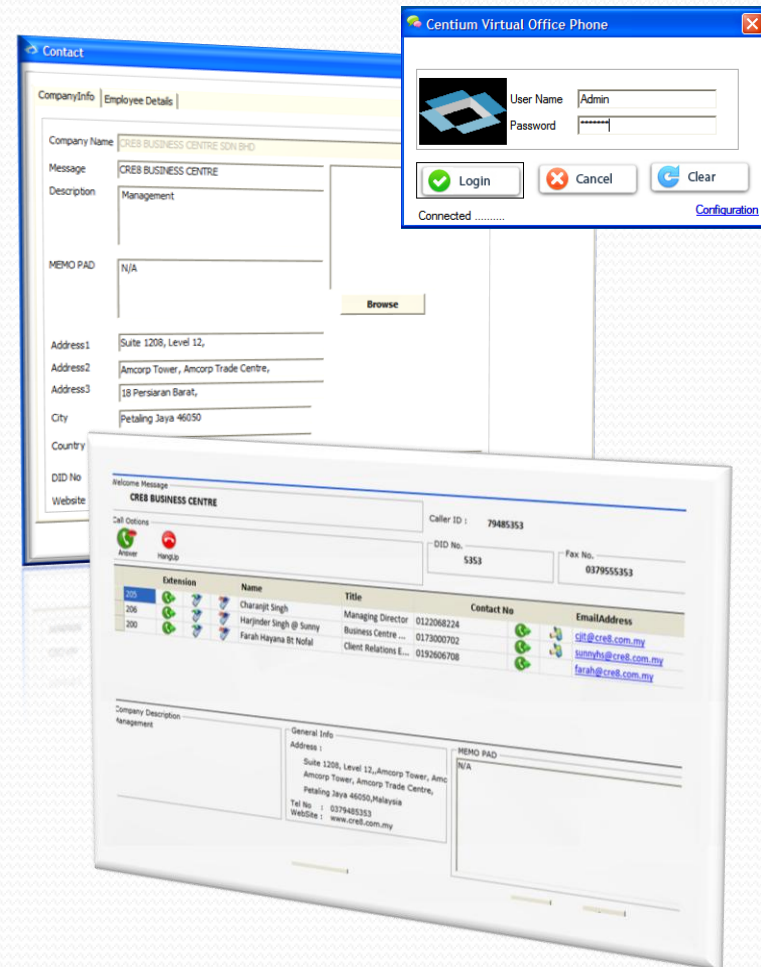 Centium Virtual Office Phone
User Name Admin
Password *******
Login Cancel Clear
Connected ..........
Configuration
Contact
CompanyInfo Employee Details
Company Name CRE8 BUSINESS CENTRE SDN BHD
Message CRE8 BUSINESS CENTRE
Description Management
MEMO PAD N/A
Browse
Address1 Suite 1208, Level 12,
Address2 Amcorp Tower, Amcorp Trade Centre,
Address3 18 Persiaran Barat,
City Petaling Jaya 46050
Country
DID No
Website
Welcome Message
CRE8 BUSINESS CENTRE
Caller ID : 79485353
Call Options
Answer HangUp
DID No. 5353
Fax No. 0379555353
Extension Name Title Contact No EmailAddress
205 Charanjit Singh Managing Director 0122068224 cjit@cre8.com.my
206 Harjinder Singh @ Sunny Business Centre ... 0173000702 sunnyhs@cre8.com.my
200 Farah Hayana Bt Nofal Client Relations E... 0192606708 farah@cre8.com.my
Company Description
Management
General Info
Address :
Suite 1208, Level 12,,Amcorp Tower, Amc
Amcorp Tower, Amcorp Trade Centre,
Petaling Jaya 46050,Malaysia
Tel No : 0379485353
WebSite : www.cre8.com.my
MEMO PAD
N/A